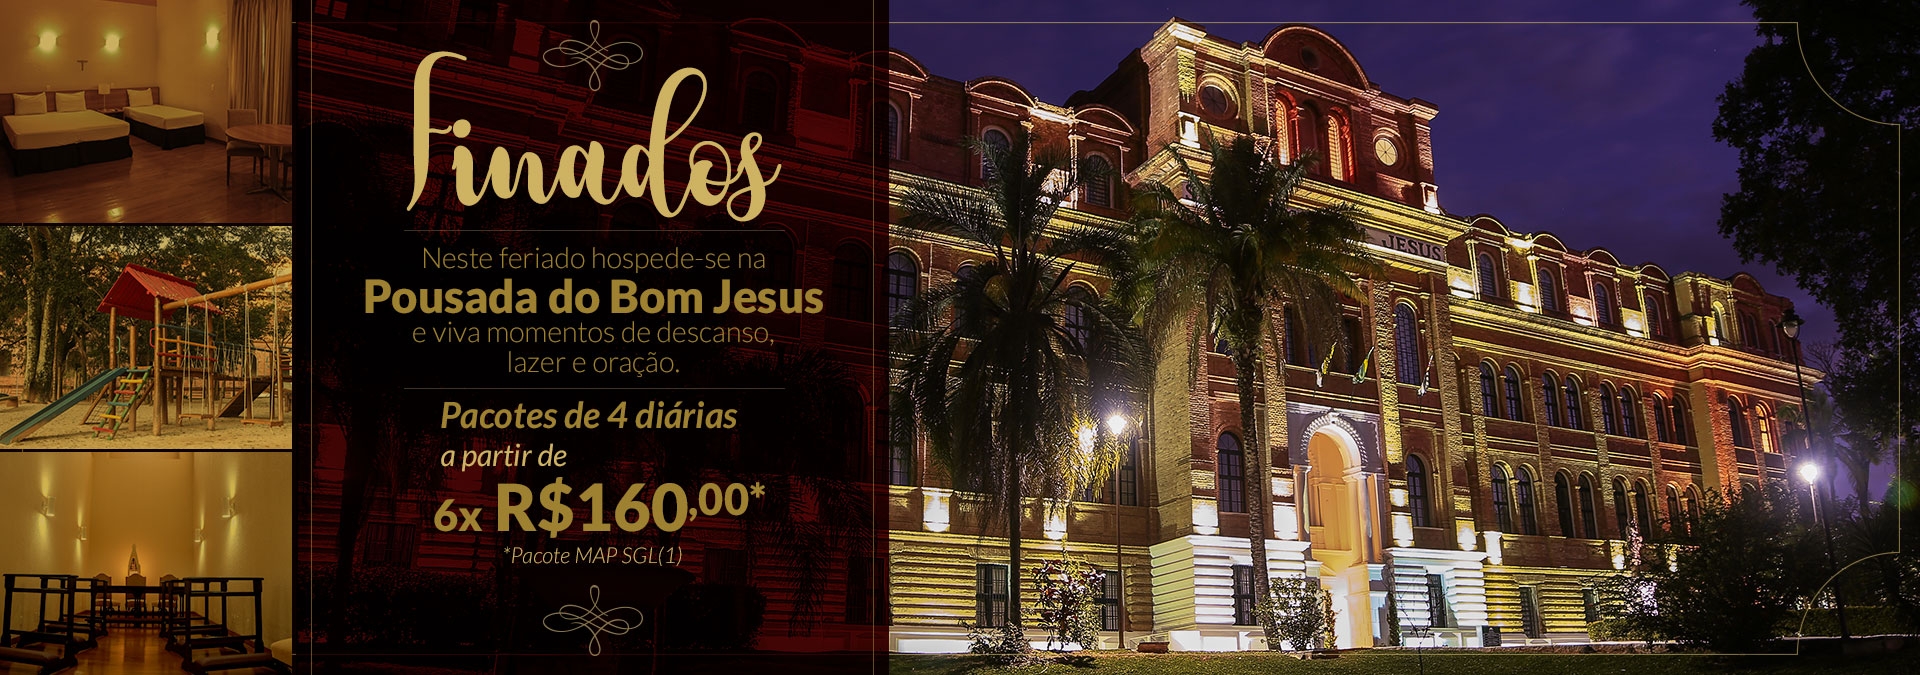 Finados
Neste feriado hospede-se na
Pousada do Bom Jesus
e viva momentos de descanso,
lazer e oração.
Pacotes de 4 diárias
a partir de
6x R$160,00*
*Pacote MAP SGL(1)
JESUS